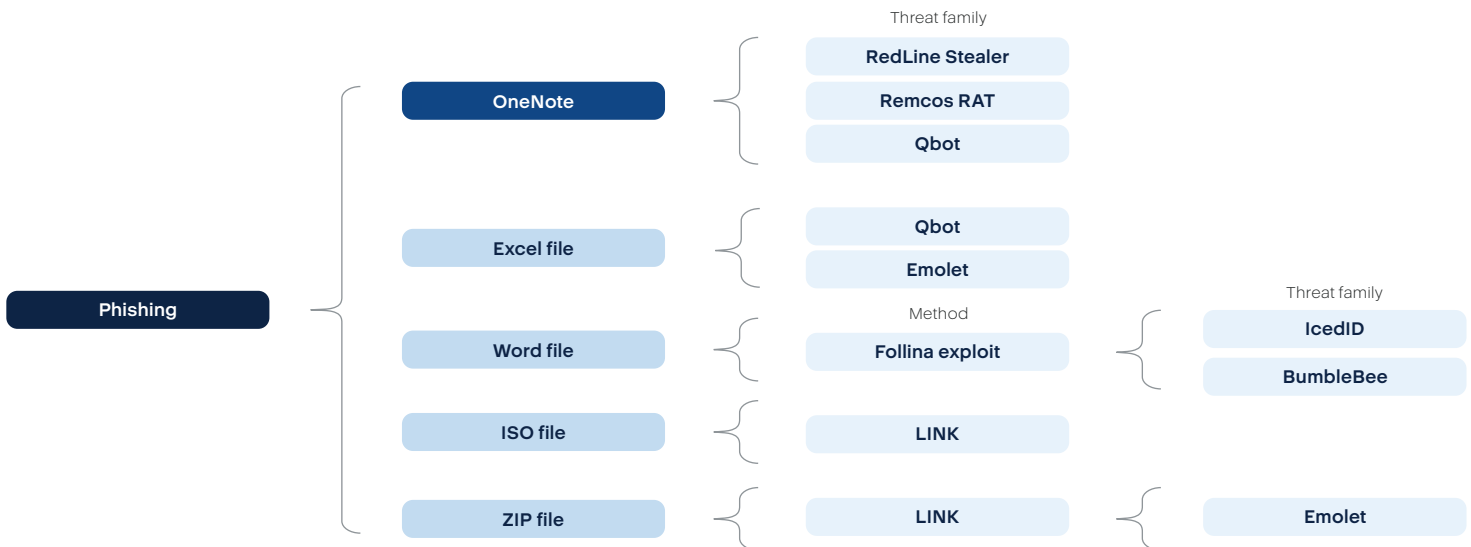 Threat family
RedLine Stealer
OneNote
Remcos RAT
Qbot
Qbot
Excel file
Emolet
Threat family
Phishing
Method
IcedID
Word file
Follina exploit
BumbleBee
ISO file
LINK
ZIP file
LINK
Emolet